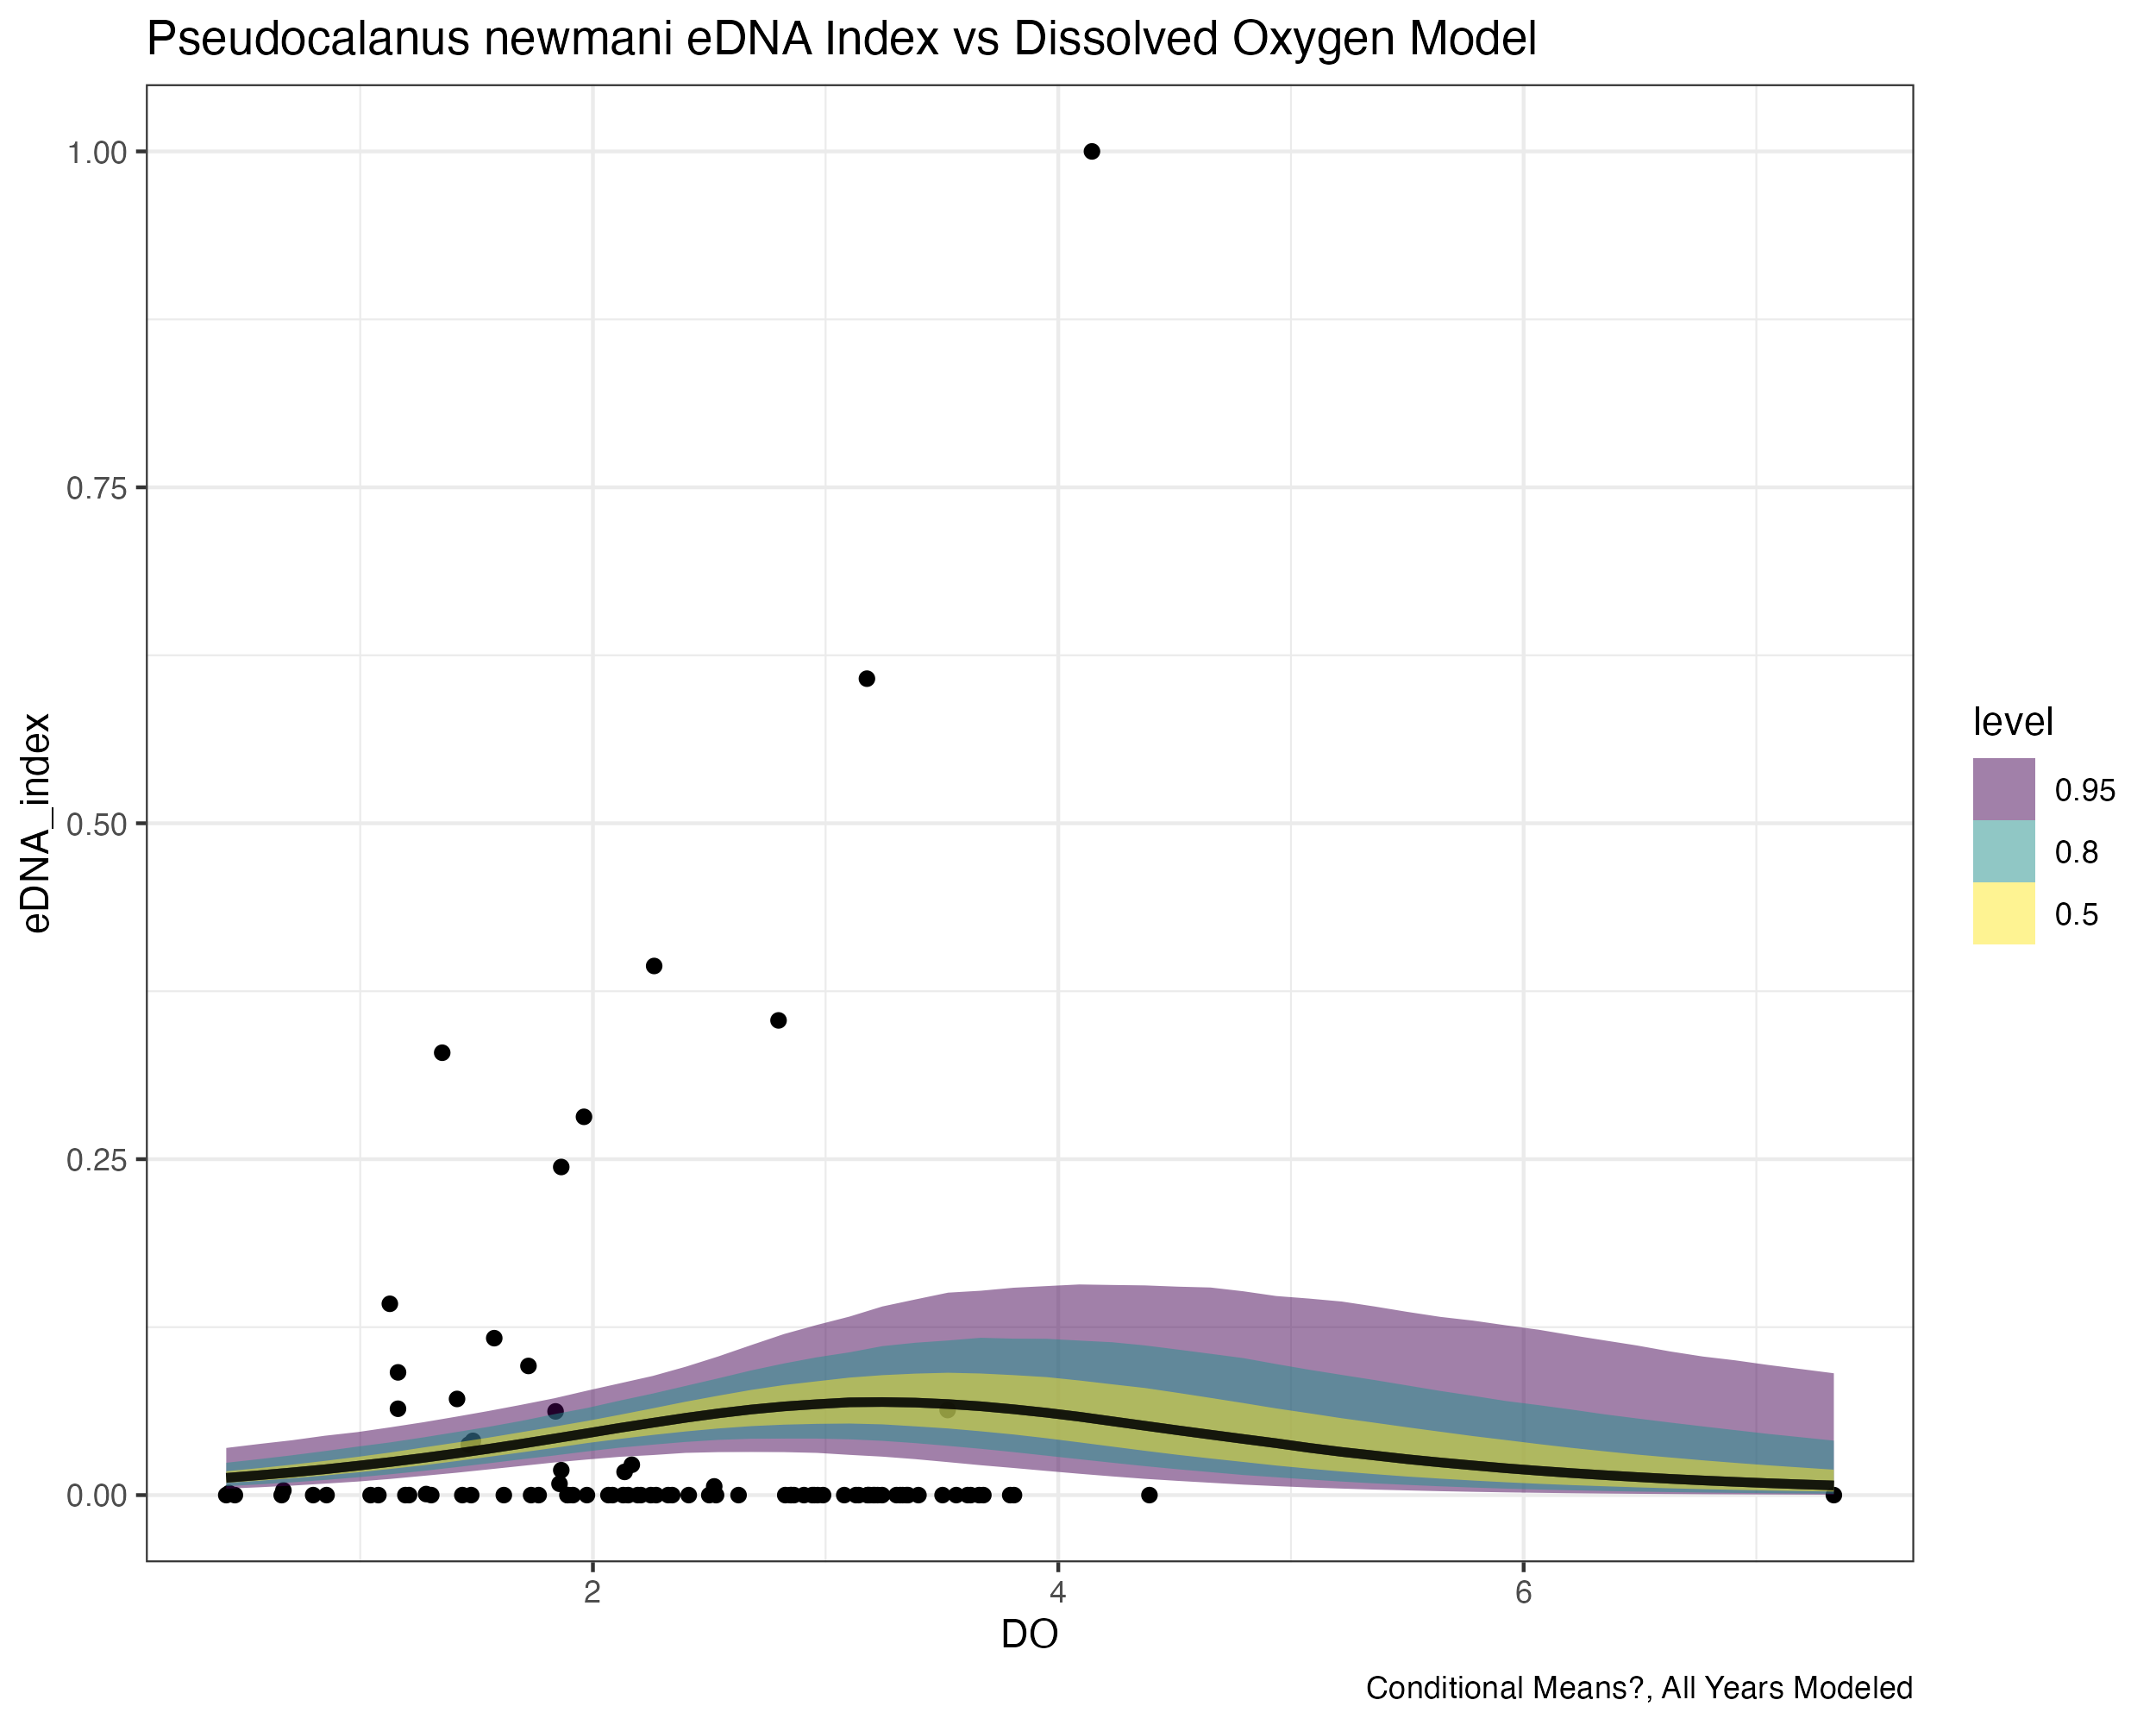 Pseudocalanus newmani eDNA Index vs Dissolved Oxygen Model
1.00
0.75
0.50
0.25
0.00
eDNA_index
2
4
6
DO
level
0.95
0.8
0.5
Conditional Means?, All Years Modeled